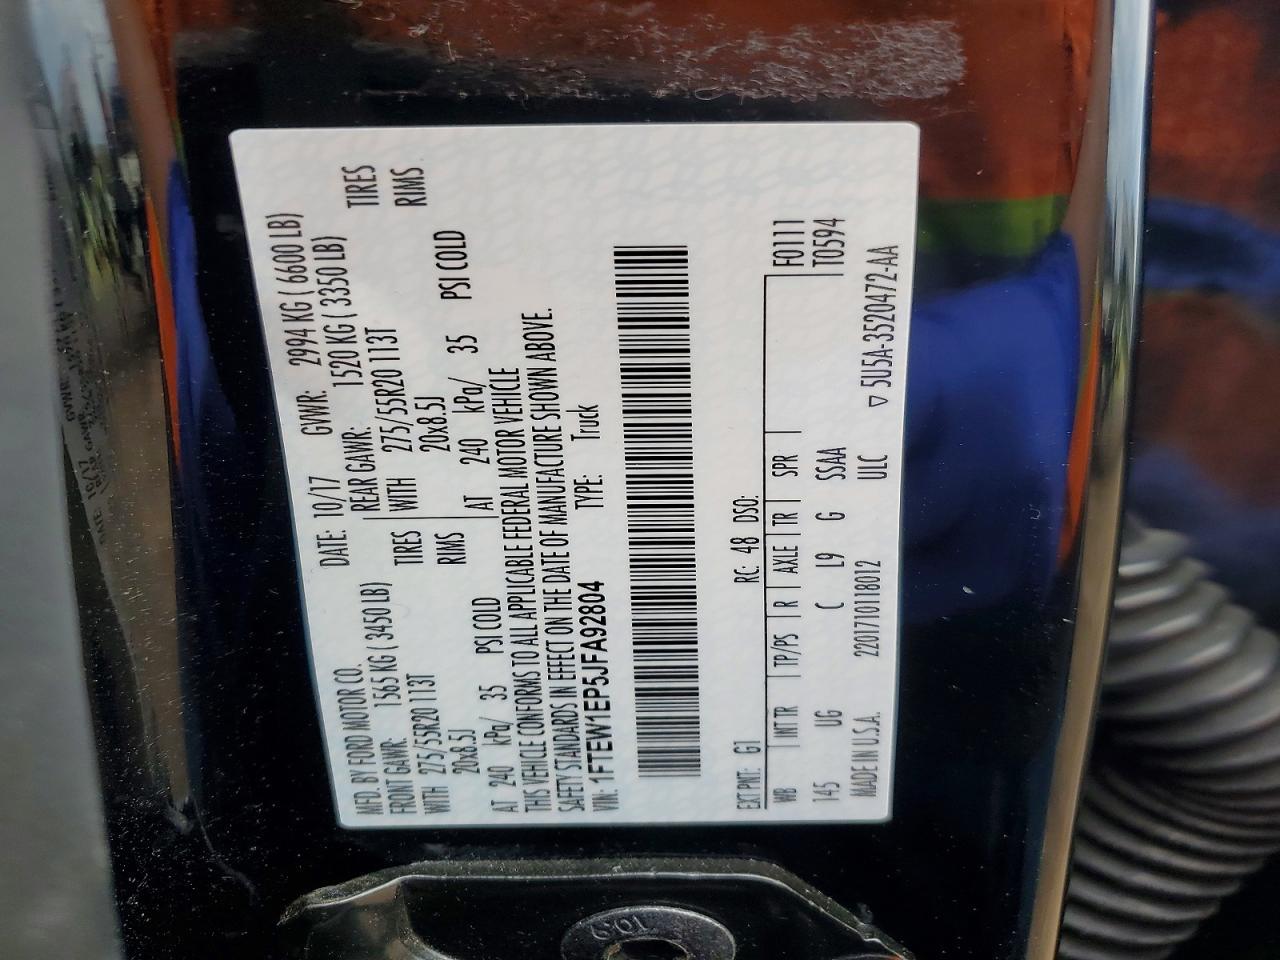 MFD. BY FORD MOTOR CO. DATE: 10/17 GVWR: 2994 KG ( 6600 LB)
FRONT GAWR: 1565 KG ( 3450 LB) REAR GAWR: 1520 KG ( 3350 LB)
WITH 275/55R20 113T TIRES WITH 275/55R20 113T TIRES
20x8.5J RIMS 20x8.5J RIMS
AT 240 kPa/ 35 PSI COLD AT 240 kPa/ 35 PSI COLD
THIS VEHICLE CONFORMS TO ALL APPLICABLE FEDERAL MOTOR VEHICLE
SAFETY STANDARDS IN EFFECT ON THE DATE OF MANUFACTURE SHOWN ABOVE.
VIN: 1FTEW1EP5JFA92804 TYPE: Truck
EXT PNT: G1 RC: 48 DSO:
WB INT TR TP/PS R AXLE TR SPR F0111
145 UG C L9 G SSAA T0594
ULC
MADE IN U.S.A. 220171018012 ▽ 5U5A-3520472-AA
10.9